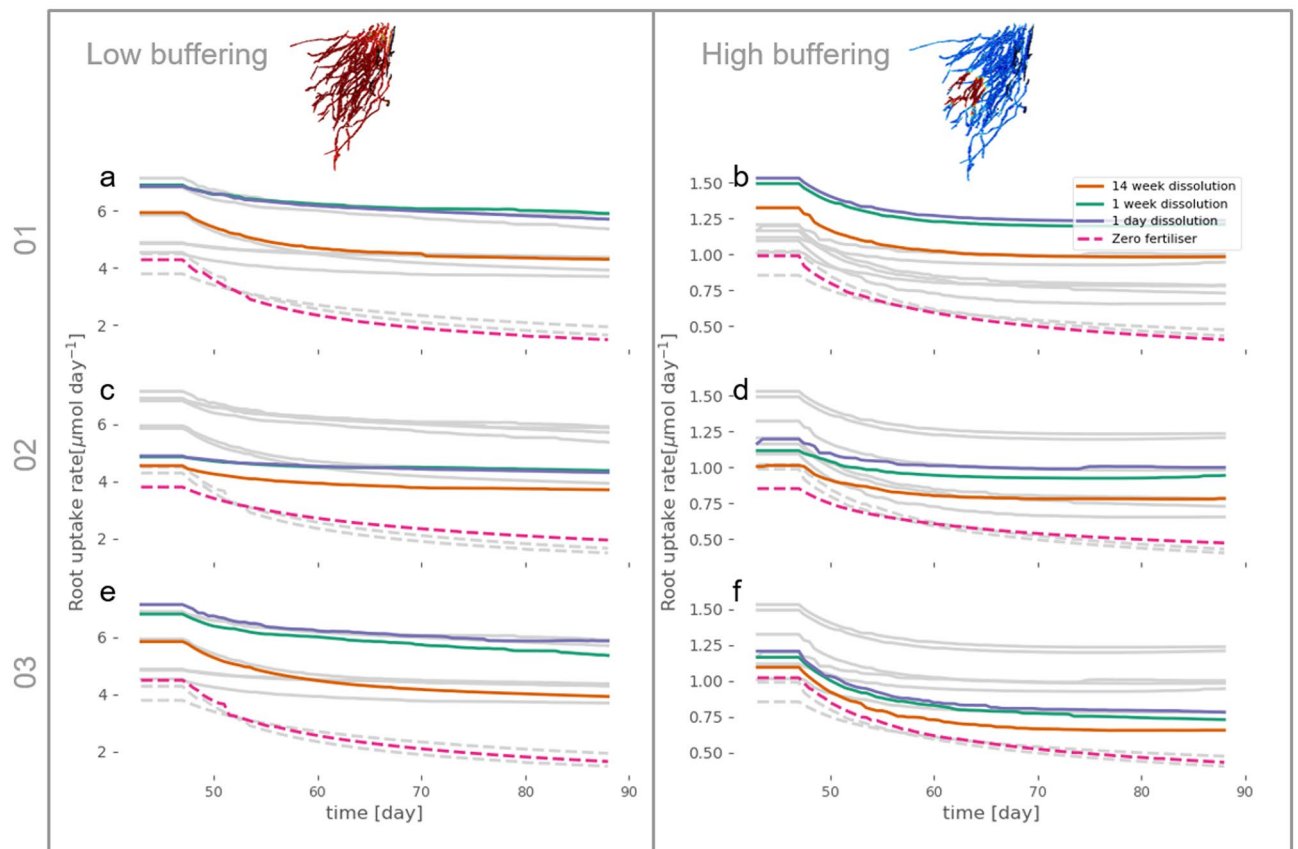 Low buffering
High buffering
01
a
6
4
2
b
1.50
1.25
1.00
0.75
0.50
14 week dissolution
1 week dissolution
1 day dissolution
Zero fertiliser
02
Root uptake rate[μmol day⁻¹]
c
6
4
2
Root uptake rate[μmol day⁻¹]
d
1.50
1.25
1.00
0.75
0.50
03
e
6
4
2
50 60 70 80 90
time [day]
f
1.50
1.25
1.00
0.75
0.50
50 60 70 80 90
time [day]